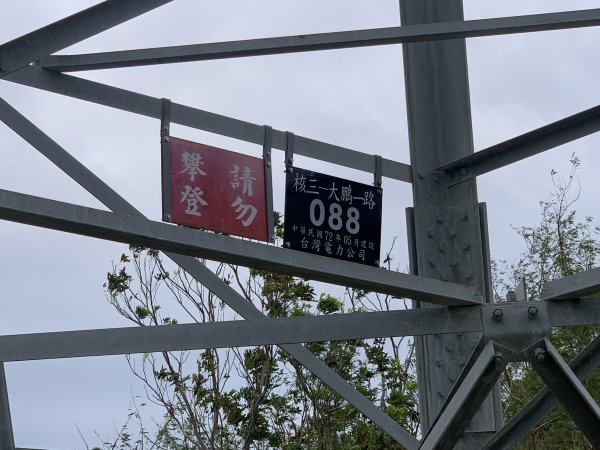 請勿
攀登
核三一大鵬一路
088
中華民國72年05月建設
台灣電力公司